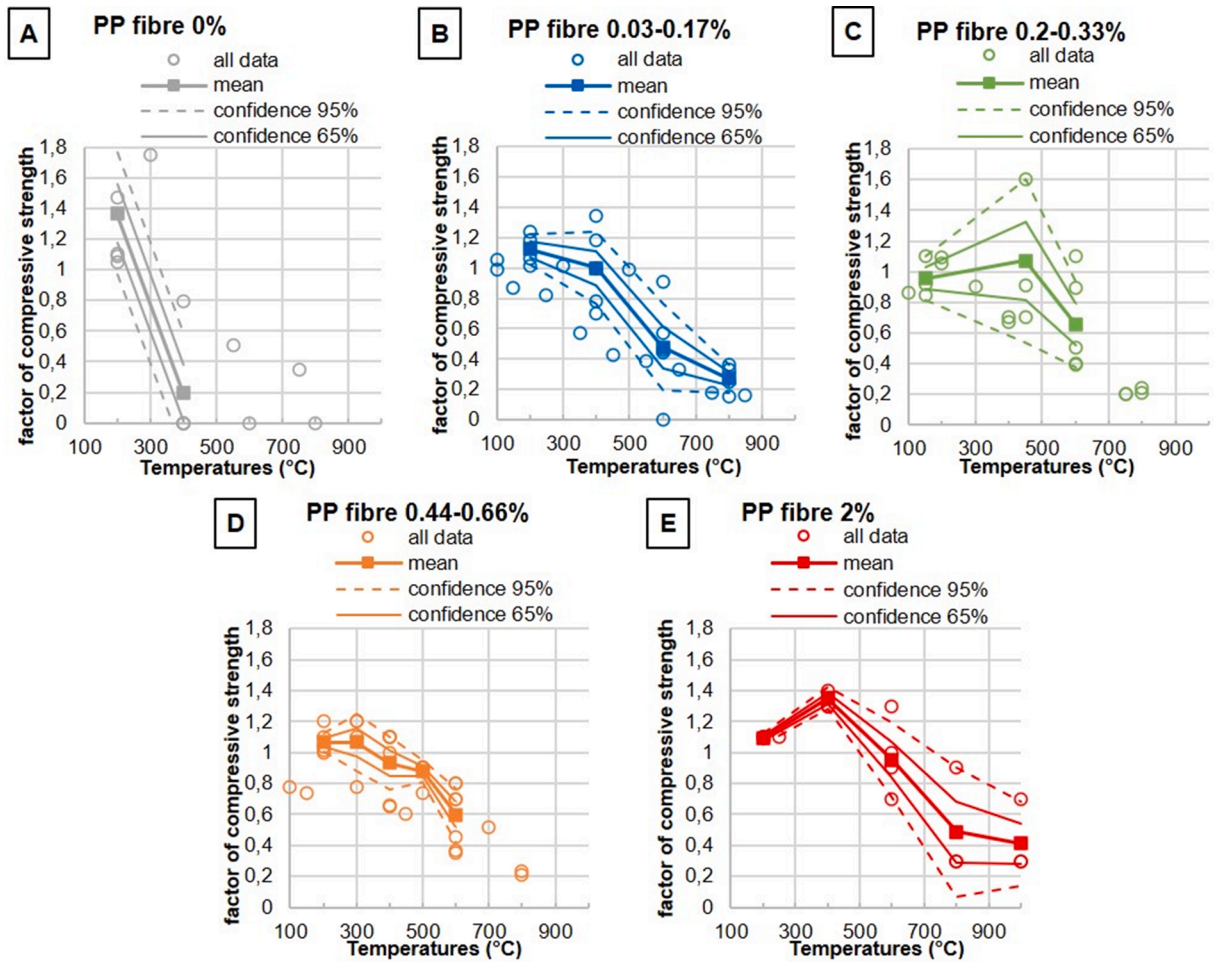 A
PP fibre 0%
all data
mean
confidence 95%
confidence 65%
factor of compressive strength
1,8
1,6
1,4
1,2
1
0,8
0,6
0,4
0,2
0
100 300 500 700 900
Temperatures (°C)
B
PP fibre 0.03-0.17%
all data
mean
confidence 95%
confidence 65%
factor of compressive strength
1,8
1,6
1,4
1,2
1
0,8
0,6
0,4
0,2
0
100 300 500 700 900
Temperatures (°C)
C
PP fibre 0.2-0.33%
all data
mean
confidence 95%
confidence 65%
factor of compressive strength
1,8
1,6
1,4
1,2
1
0,8
0,6
0,4
0,2
0
100 300 500 700 900
Temperatures (°C)
D
PP fibre 0.44-0.66%
all data
mean
confidence 95%
confidence 65%
factor of compressive strength
1,8
1,6
1,4
1,2
1
0,8
0,6
0,4
0,2
0
100 300 500 700 900
Temperatures (°C)
E
PP fibre 2%
all data
mean
confidence 95%
confidence 65%
factor of compressive strength
1,8
1,6
1,4
1,2
1
0,8
0,6
0,4
0,2
0
100 300 500 700 900
Temperatures (°C)